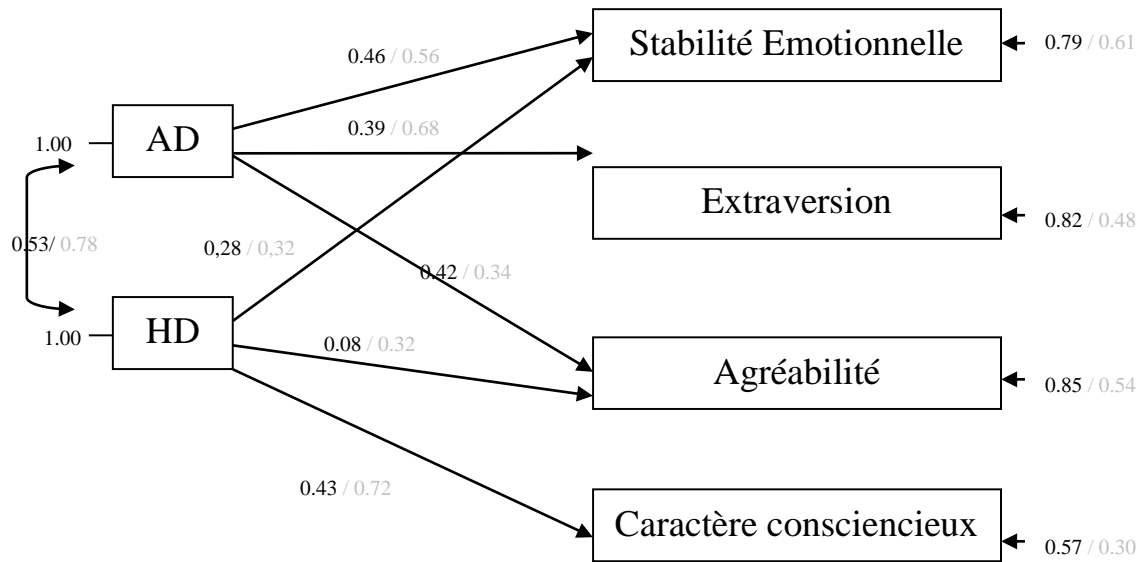 Stabilité Emotionnelle
0.79 / 0.61
0.46 / 0.56
AD
1.00
0.39 / 0.68
Extraversion
0.82 / 0.48
0.53/ 0.78
0,28 / 0,32
0.42 / 0.34
HD
1.00
0.08 / 0.32
Agréabilité
0.85 / 0.54
0.43 / 0.72
Caractère consciencieux
0.57 / 0.30